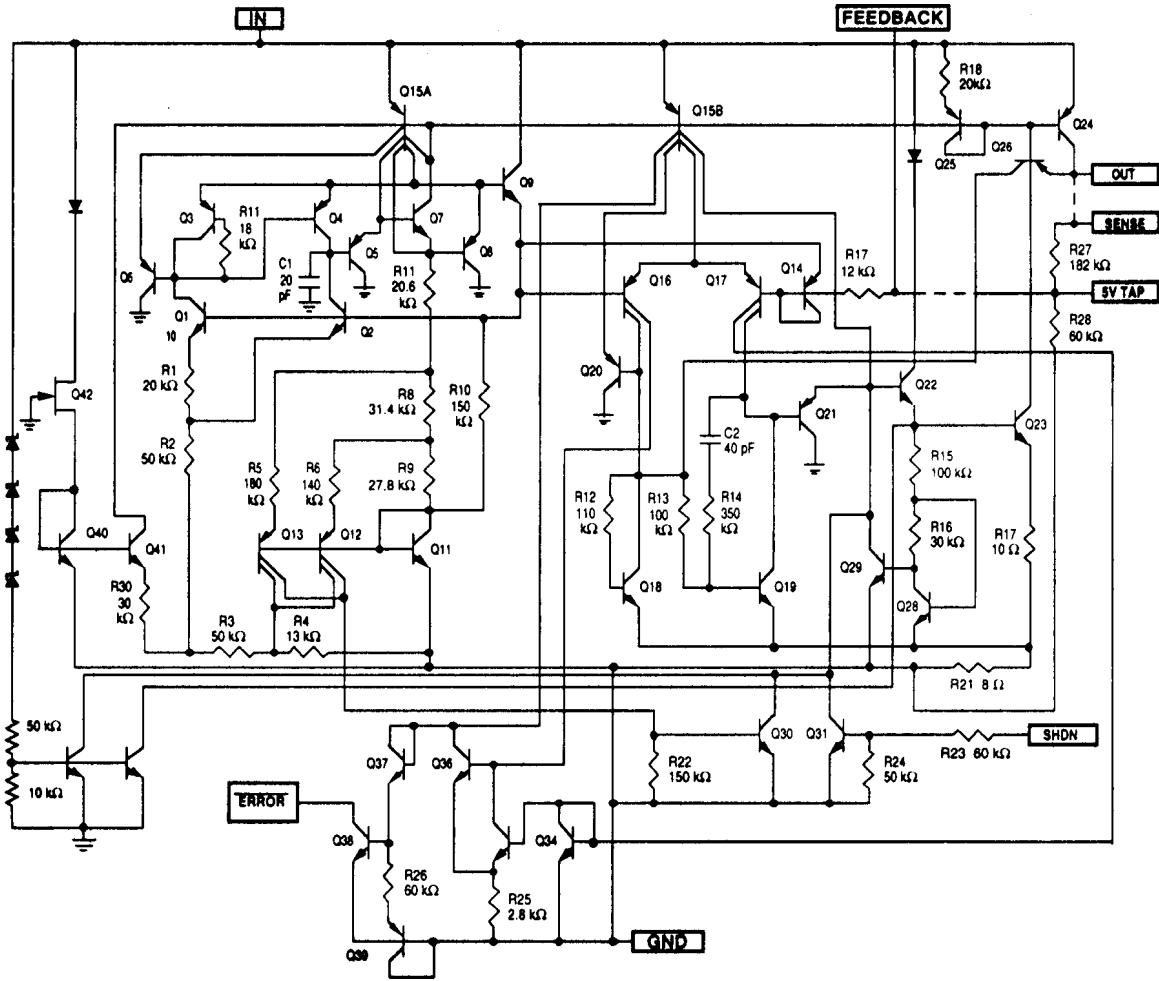 IN
FEEDBACK
R18
20kΩ
Q15A
Q15B
Q24
Q25
Q26
OUT
SENSE
Q9
Q3
R11
18
kΩ
Q4
Q7
Q5
Q8
Q6
C1
20
pF
R11
20.6
kΩ
Q16
Q17
Q14
R17
12 kΩ
R27
182 kΩ
5V TAP
R28
60 kΩ
Q1
10
Q2
R1
20 kΩ
Q42
R8
31.4 kΩ
R10
150
kΩ
Q20
Q22
Q21
Q23
C2
40 pF
R2
50 kΩ
R5
180
kΩ
R6
140
kΩ
R9
27.8 kΩ
R15
100 kΩ
R12
110
kΩ
R13
100
kΩ
R14
350
kΩ
R16
30 kΩ
R17
10 Ω
Q40
Q41
Q13
Q12
Q11
Q29
Q18
Q19
Q28
R30
30
kΩ
R3
50 kΩ
R4
13 kΩ
R21 8 Ω
50 kΩ
10 kΩ
Q37
Q36
R22
150 kΩ
Q30
Q31
R24
50 kΩ
R23 60 kΩ
SHDN
ERROR
Q38
Q34
R26
60 kΩ
R25
2.8 kΩ
Q39
GND